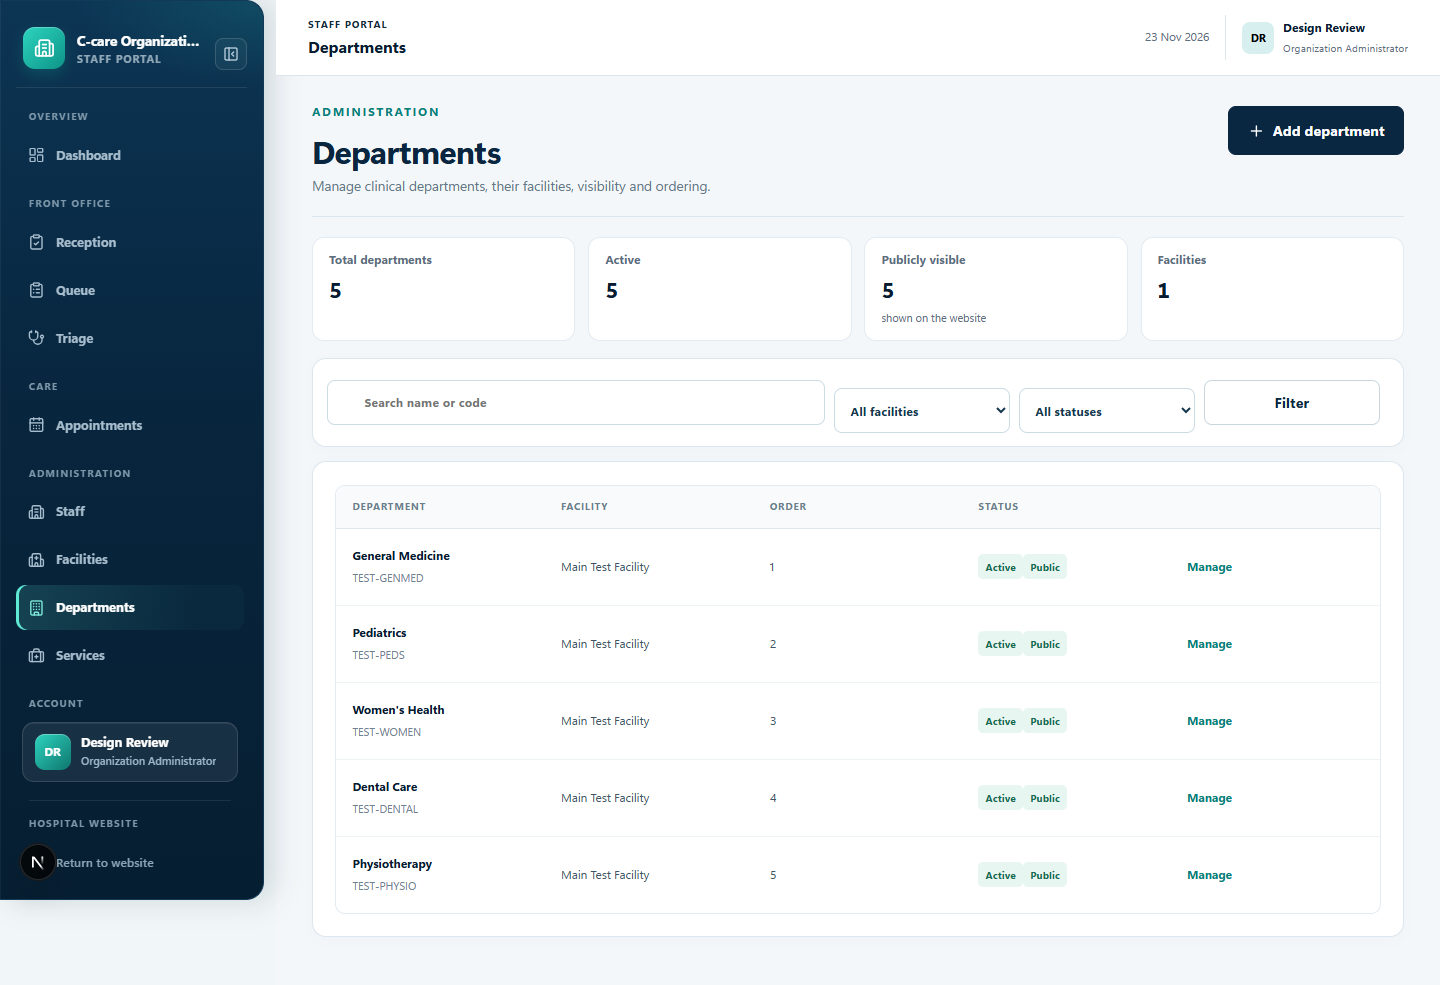 C-care Organizati...
STAFF PORTAL
OVERVIEW
Dashboard
FRONT OFFICE
Reception
Queue
Triage
CARE
Appointments
ADMINISTRATION
Staff
Facilities
Departments
Services
ACCOUNT
DR
Design Review
Organization Administrator
HOSPITAL WEBSITE
N
Return to website
STAFF PORTAL
Departments
23 Nov 2026
DR
Design Review
Organization Administrator
ADMINISTRATION
Departments
Manage clinical departments, their facilities, visibility and ordering.
+ Add department
Total departments
5
Active
5
Publicly visible
5
shown on the website
Facilities
1
Search name or code
All facilities
All statuses
Filter
DEPARTMENT FACILITY ORDER STATUS
General Medicine
TEST-GENMED
Main Test Facility 1 Active Public Manage
Pediatrics
TEST-PEDS
Main Test Facility 2 Active Public Manage
Women's Health
TEST-WOMEN
Main Test Facility 3 Active Public Manage
Dental Care
TEST-DENTAL
Main Test Facility 4 Active Public Manage
Physiotherapy
TEST-PHYSIO
Main Test Facility 5 Active Public Manage